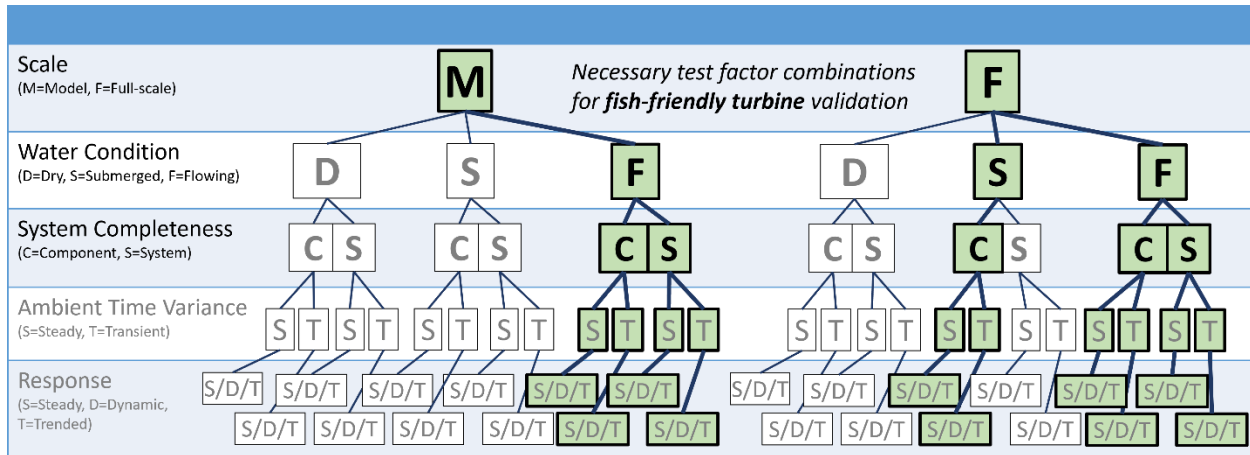 Scale
(M=Model, F=Full-scale)
M
Necessary test factor combinations
for fish-friendly turbine validation
F
Water Condition
(D=Dry, S=Submerged, F=Flowing)
D S F D S F
System Completeness
(C=Component, S=System)
C S C S C S C S C S C S
Ambient Time Variance
(S=Steady, T=Transient)
S T S T S T S T S T S T S T S T S T S T S T S T
Response
(S=Steady, D=Dynamic,
T=Trended)
S/D/T S/D/T S/D/T S/D/T S/D/T S/D/T S/D/T S/D/T S/D/T S/D/T S/D/T S/D/T
S/D/T S/D/T S/D/T S/D/T S/D/T S/D/T S/D/T S/D/T S/D/T S/D/T S/D/T S/D/T